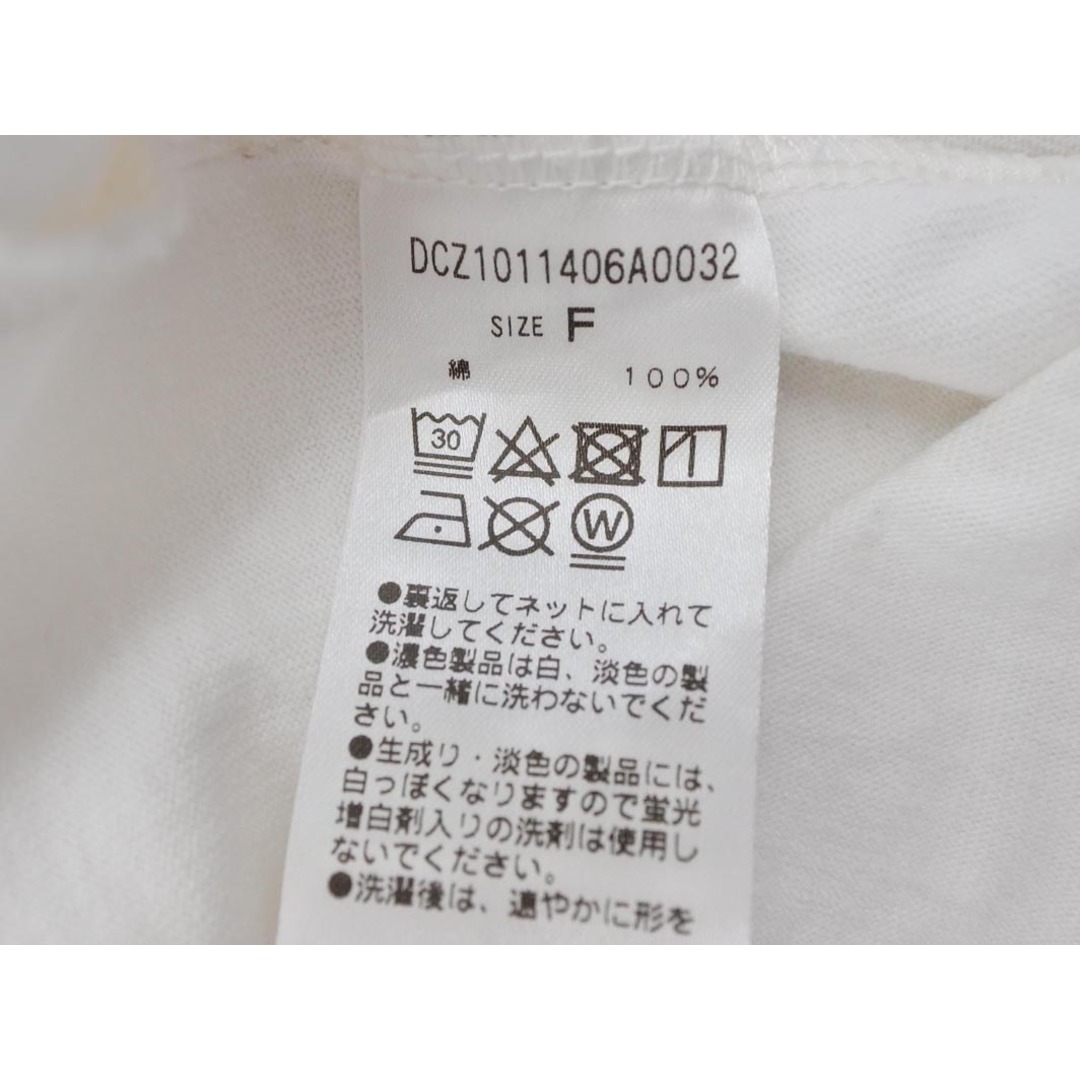 DCZ1011406A0032
SIZE F
綿 100%
30
W
●裏返してネットに入れて
洗濯してください。
●濃色製品は白、淡色の製
品と一緒に洗わないでくだ
さい。
●生成り・淡色の製品には、
白っぽくなりますので蛍光
増白剤入りの洗剤は使用し
ないでください。
●洗濯後は、速やかに形を